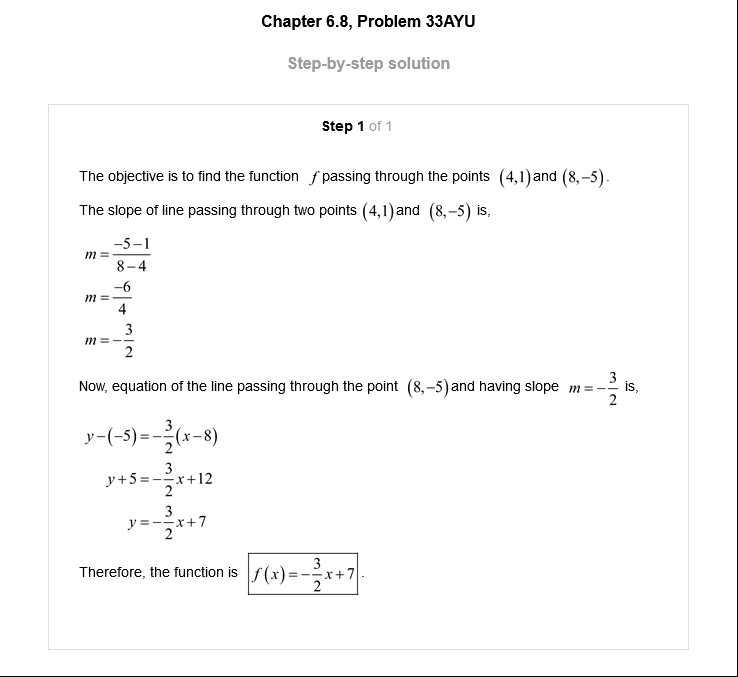 Chapter 6.8, Problem 33AYU
Step-by-step solution
Step 1 of 1
The objective is to find the function f passing through the points (4,1) and (8,−5).
The slope of line passing through two points (4,1) and (8,−5) is,
m = \frac{−5−1}{8−4}
m = \frac{−6}{4}
m = −\frac{3}{2}
Now, equation of the line passing through the point (8,−5) and having slope m = −\frac{3}{2} is,
y−(−5) = −\frac{3}{2}(x−8)
y+5 = −\frac{3}{2}x+12
y = −\frac{3}{2}x+7
Therefore, the function is f(x) = −\frac{3}{2}x+7.